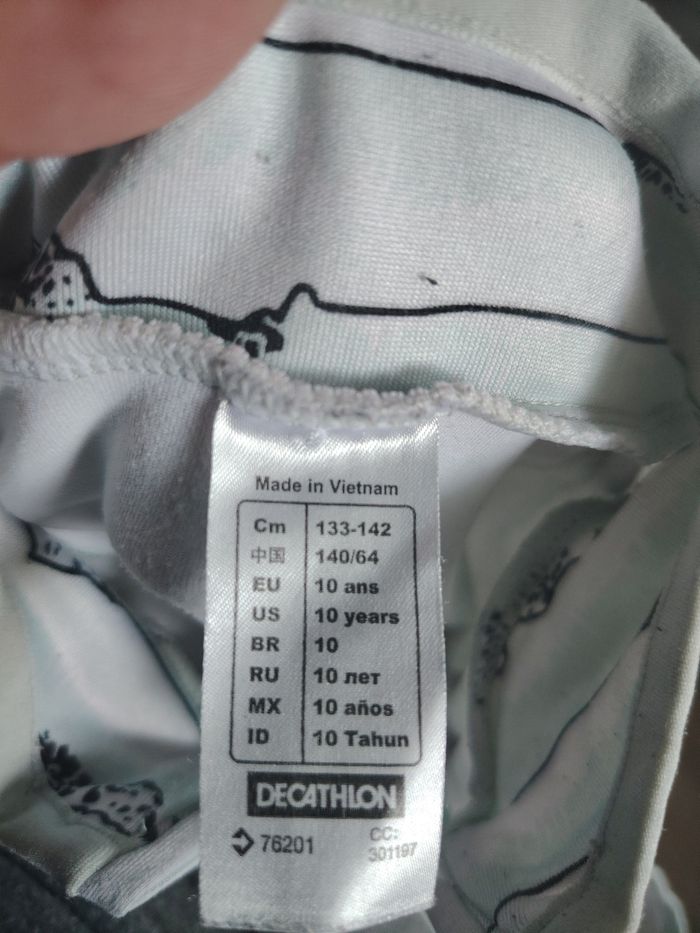 Made in Vietnam
Cm 133-142
中国 140/64
EU 10 ans
US 10 years
BR 10
RU 10 лет
MX 10 años
ID 10 Tahun
DECATHLON
76201 CC:
301197